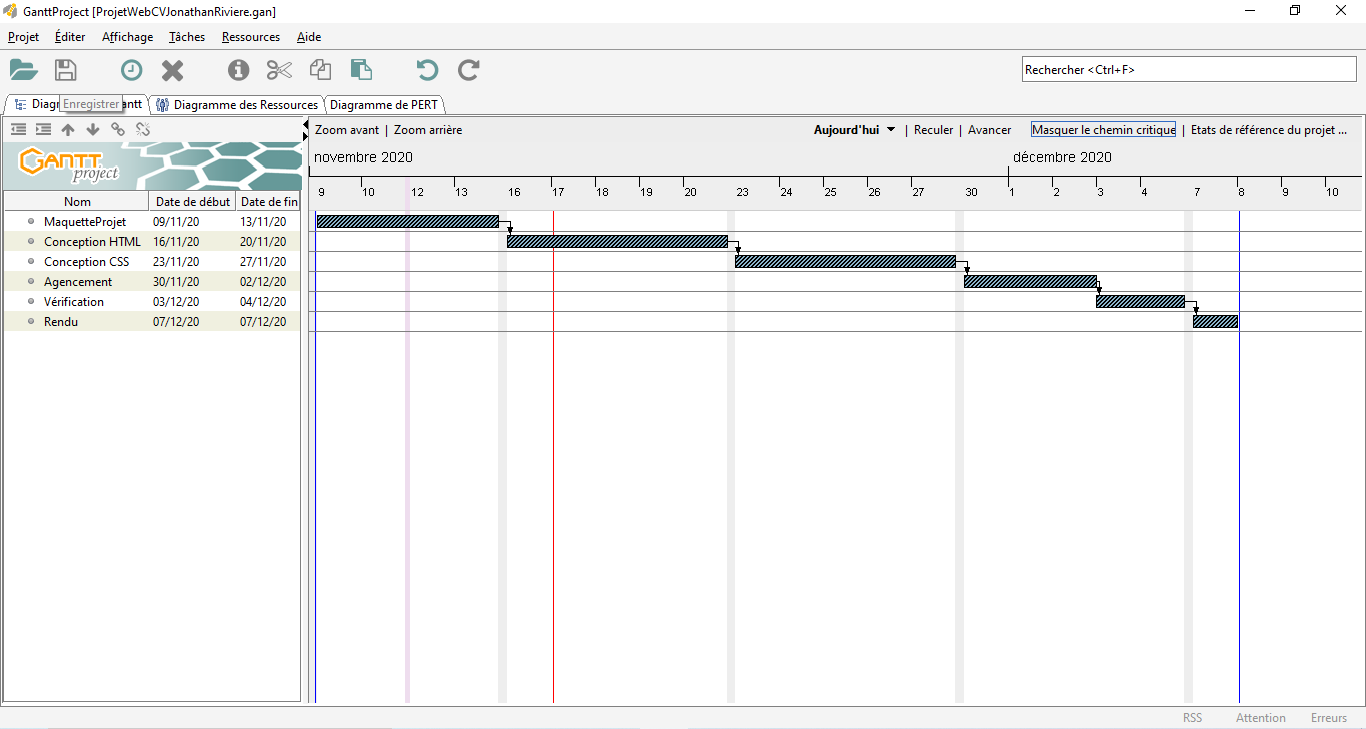 GanttProject [ProjetWebCVJonathanRiviere.gan]
Projet Éditer Affichage Tâches Ressources Aide
Rechercher <Ctrl+F>
Diagr Enregistrer antt Diagramme des Ressources Diagramme de PERT
Zoom avant | Zoom arrière Aujourd'hui | Reculer | Avancer Masquer le chemin critique | Etats de référence du projet ...
GANTT project
novembre 2020 décembre 2020
9 10 12 13 16 17 18 19 20 23 24 25 26 27 30 1 2 3 4 7 8 9 10
Nom Date de début Date de fin
MaquetteProjet 09/11/20 13/11/20
Conception HTML 16/11/20 20/11/20
Conception CSS 23/11/20 27/11/20
Agencement 30/11/20 02/12/20
Vérification 03/12/20 04/12/20
Rendu 07/12/20 07/12/20
RSS Attention Erreurs